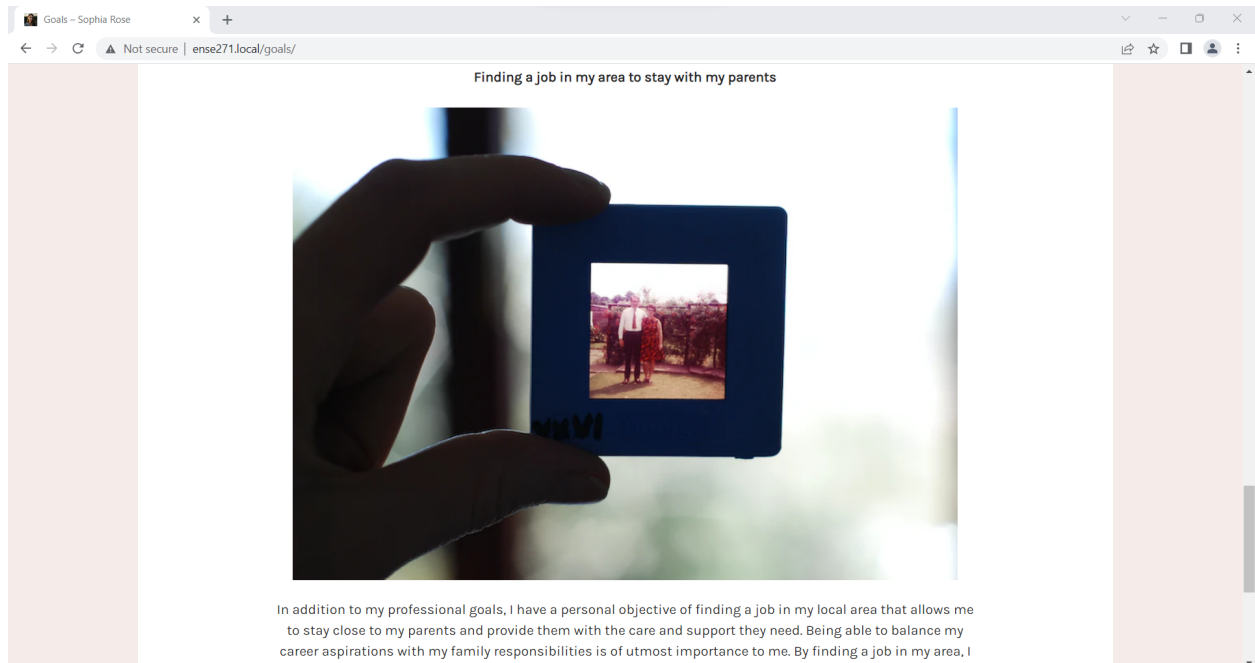 Goals – Sophia Rose
Not secure
ense271.local/goals/
Finding a job in my area to stay with my parents
In addition to my professional goals, I have a personal objective of finding a job in my local area that allows me
to stay close to my parents and provide them with the care and support they need. Being able to balance my
career aspirations with my family responsibilities is of utmost importance to me. By finding a job in my area, I